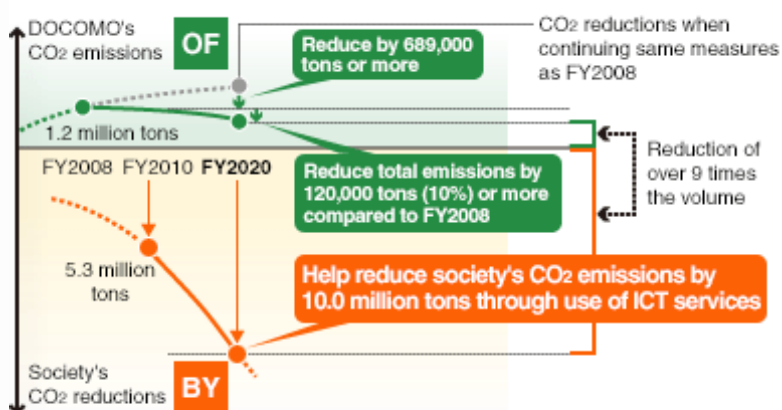 DOCOMO's
CO2 emissions
OF
Reduce by 689,000
tons or more
CO2 reductions when
continuing same measures
as FY2008
1.2 million tons
FY2008 FY2010 FY2020
Reduce total emissions by
120,000 tons (10%) or more
compared to FY2008
Reduction of
over 9 times
the volume
5.3 million
tons
Help reduce society's CO2 emissions by
10.0 million tons through use of ICT services
Society's
CO2 reductions
BY